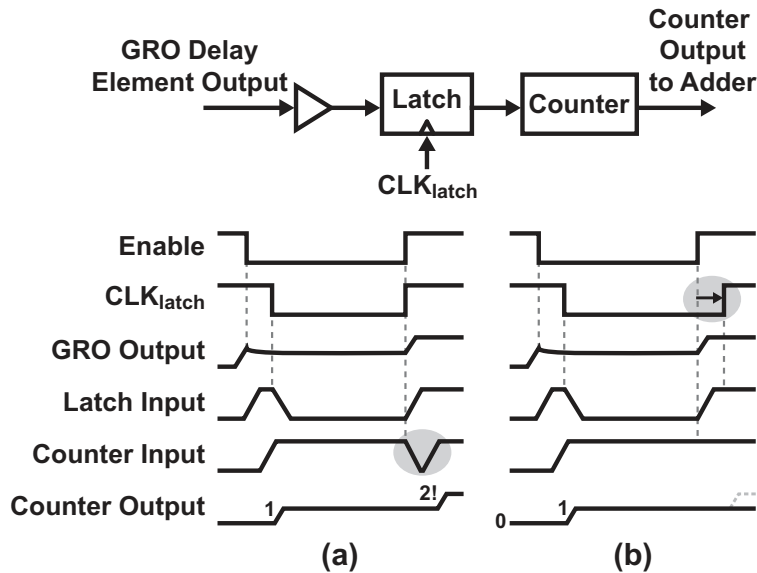 GRO Delay
Element Output
Counter
Output
to Adder
Latch
Counter
CLKlatch
Enable
CLKlatch
GRO Output
Latch Input
Counter Input
Counter Output
1
2!
0
1
(a)
(b)